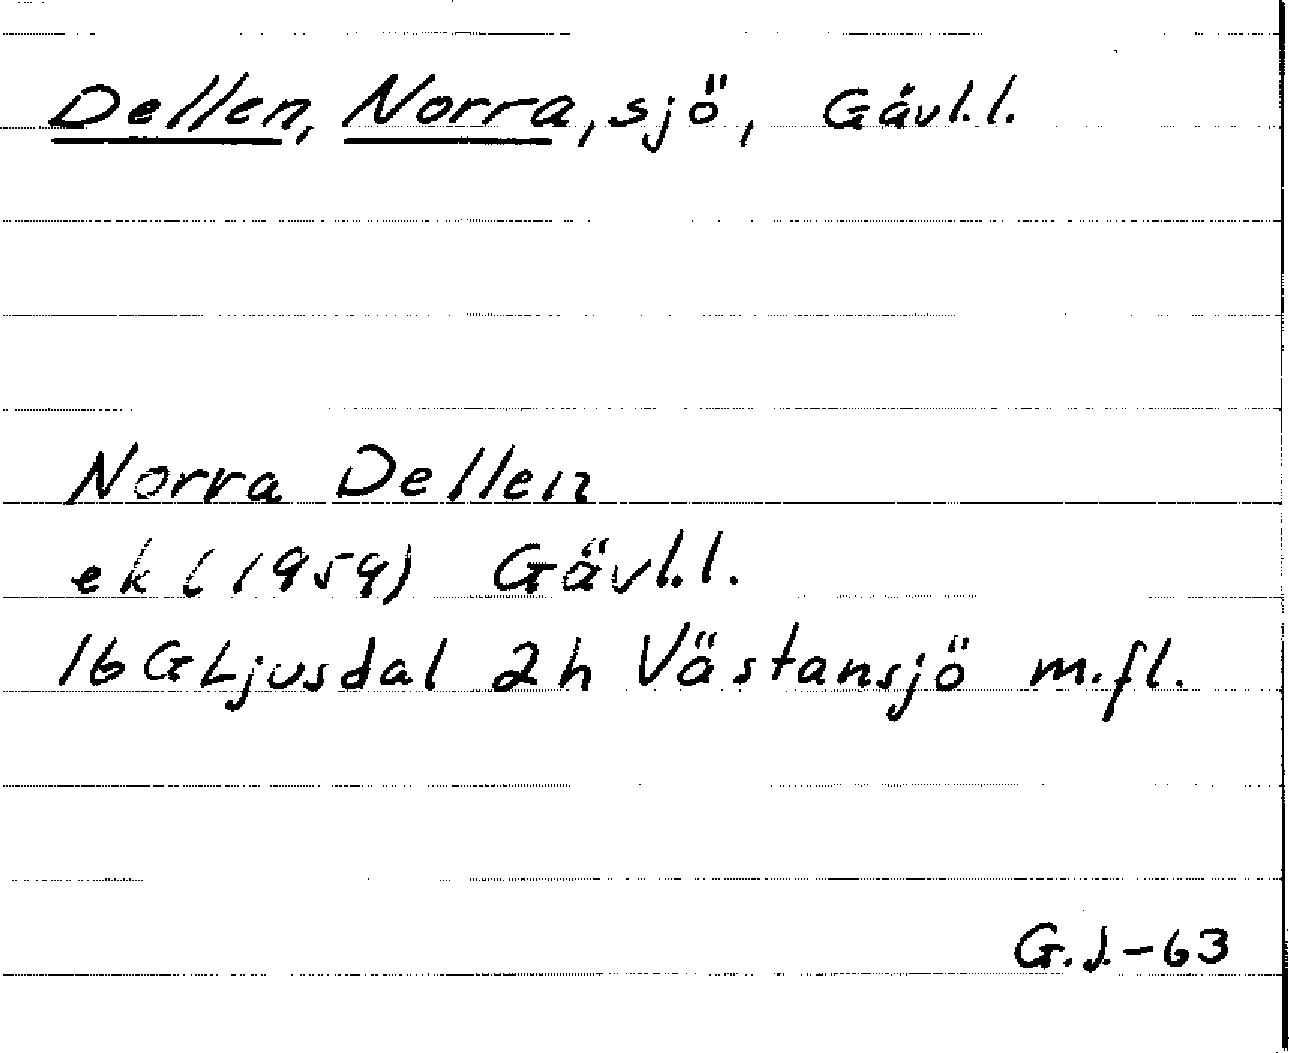 Dellen, Norra, sjö, Gävl.l.
Norra Dellen
ek (1959) Gävl.l.
16G Ljusdal 2h Västansjö m.fl.
G.J.-63